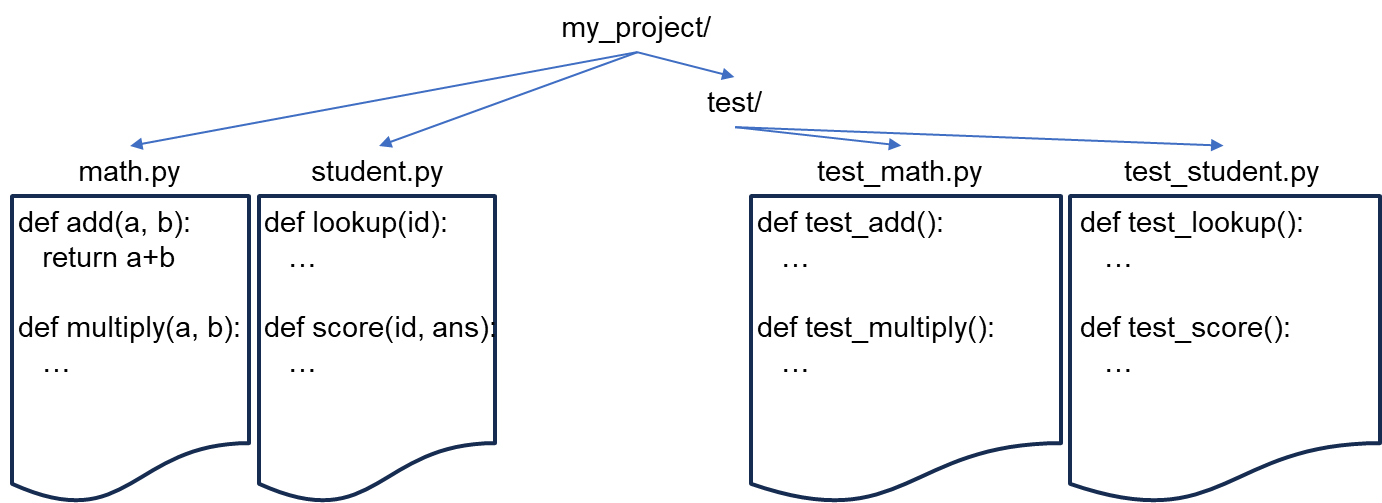 my_project/
test/
math.py
student.py
test_math.py
test_student.py
def add(a, b):
return a+b
def multiply(a, b):
…
def lookup(id):
…
def score(id, ans):
…
def test_add():
…
def test_multiply():
…
def test_lookup():
…
def test_score():
…